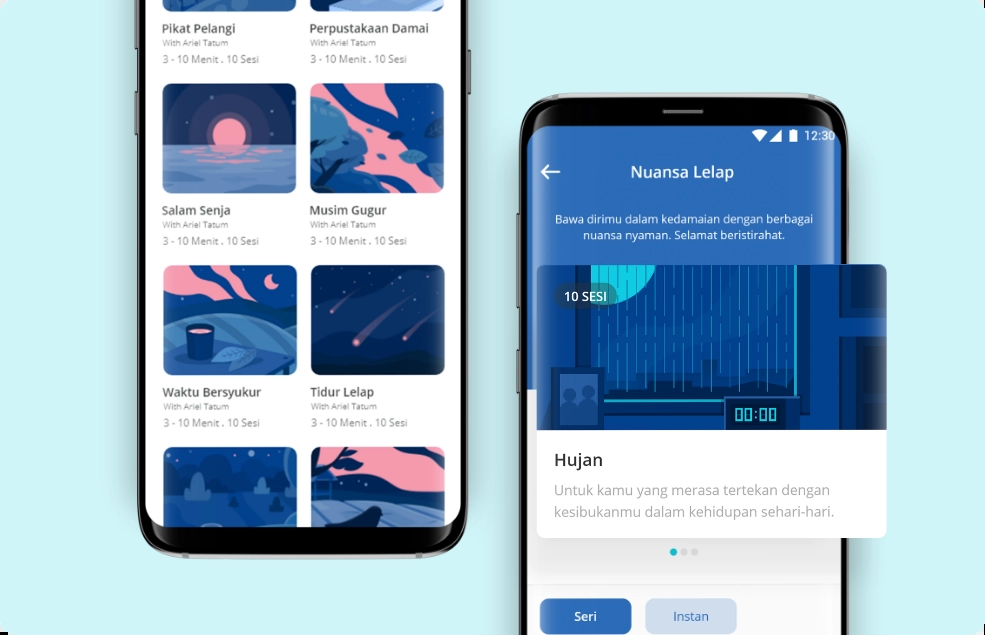 Pikat Pelangi
With Ariel Tatum
3 - 10 Menit . 10 Sesi
Perpustakaan Damai
With Ariel Tatum
3 - 10 Menit . 10 Sesi
Salam Senja
With Ariel Tatum
3 - 10 Menit . 10 Sesi
Musim Gugur
With Ariel Tatum
3 - 10 Menit . 10 Sesi
Waktu Bersyukur
With Ariel Tatum
3 - 10 Menit . 10 Sesi
Tidur Lelap
With Ariel Tatum
3 - 10 Menit . 10 Sesi
12:30
Nuansa Lelap
Bawa dirimu dalam kedamaian dengan berbagai
nuansa nyaman. Selamat beristirahat.
10 SESI
00:00
Hujan
Untuk kamu yang merasa tertekan dengan
kesibukanmu dalam kehidupan sehari-hari.
Seri
Instan